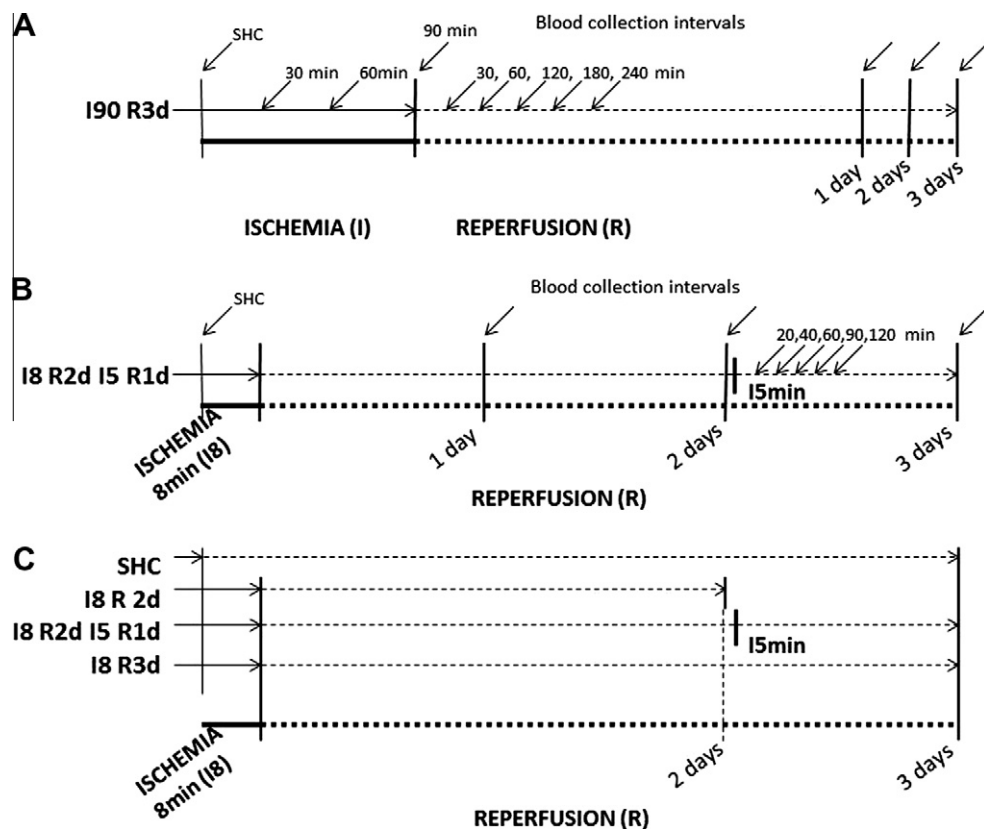 A
Blood collection intervals
SHC
90 min
30 min
60min
30, 60, 120, 180, 240 min
I90 R3d
1 day
2 days
3 days
ISCHEMIA (I)
REPERFUSION (R)
B
Blood collection intervals
SHC
20,40,60,90,120 min
I8 R2d I5 R1d
I5min
ISCHEMIA
8min (I8)
1 day
2 days
3 days
REPERFUSION (R)
C
SHC
I8 R 2d
I8 R2d I5 R1d
I5min
I8 R3d
ISCHEMIA
8min (I8)
2 days
3 days
REPERFUSION (R)